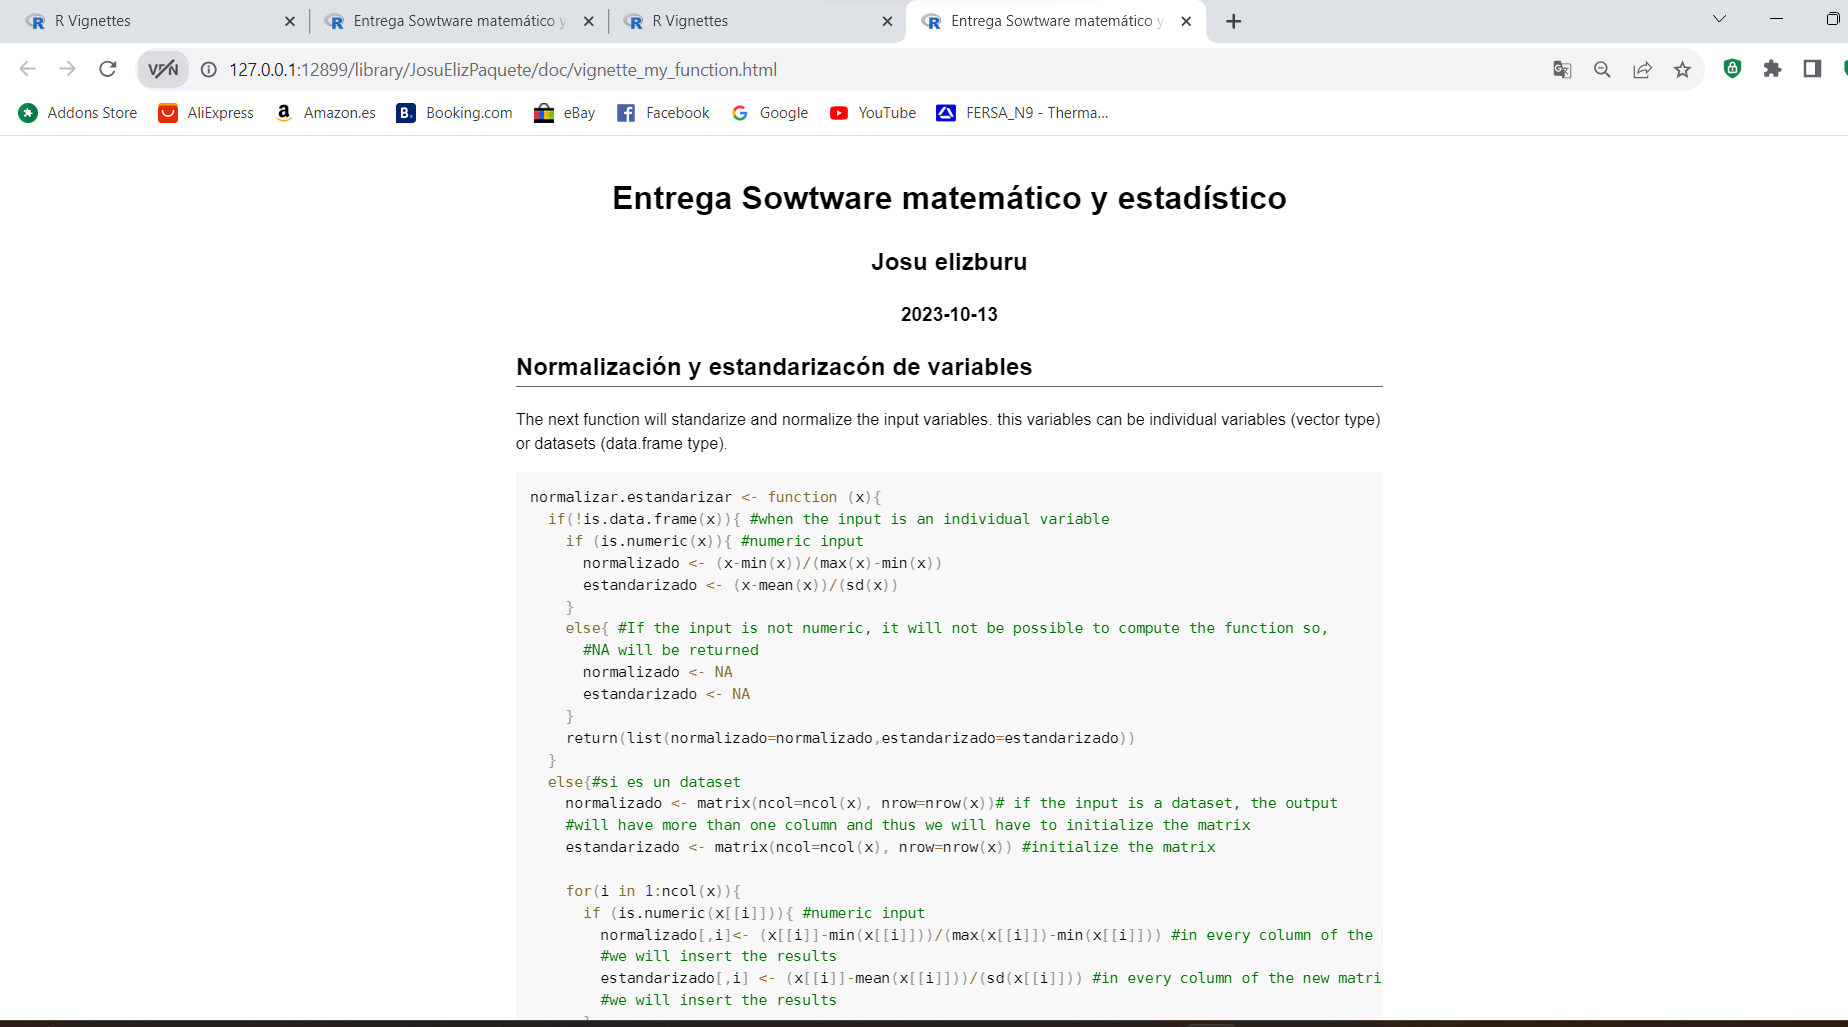 R Vignettes
Entrega Sowtware matemático y
R Vignettes
Entrega Sowtware matemático y
VPN
127.0.0.1:12899/library/JosuElizPaquete/doc/vignette_my_function.html
Addons Store
AliExpress
Amazon.es
B. Booking.com
eBay
Facebook
Google
YouTube
FERSA_N9 - Therma...
Entrega Sowtware matemático y estadístico
Josu elizburu
2023-10-13
Normalización y estandarizacón de variables
The next function will standarize and normalize the input variables. this variables can be individual variables (vector type)
or datasets (data.frame type).
normalizar.estandarizar <- function (x){
if(!is.data.frame(x)){ #when the input is an individual variable
if (is.numeric(x)){ #numeric input
normalizado <- (x-min(x))/(max(x)-min(x))
estandarizado <- (x-mean(x))/(sd(x))
}
else{ #If the input is not numeric, it will not be possible to compute the function so,
#NA will be returned
normalizado <- NA
estandarizado <- NA
}
return(list(normalizado=normalizado,estandarizado=estandarizado))
}
else{#si es un dataset
normalizado <- matrix(ncol=ncol(x), nrow=nrow(x))# if the input is a dataset, the output
#will have more than one column and thus we will have to initialize the matrix
estandarizado <- matrix(ncol=ncol(x), nrow=nrow(x)) #initialize the matrix
for(i in 1:ncol(x)){
if (is.numeric(x[[i]])){ #numeric input
normalizado[,i]<- (x[[i]]-min(x[[i]]))/(max(x[[i]])-min(x[[i]])) #in every column of the
#we will insert the results
estandarizado[,i] <- (x[[i]]-mean(x[[i]]))/(sd(x[[i]])) #in every column of the new matri
#we will insert the results